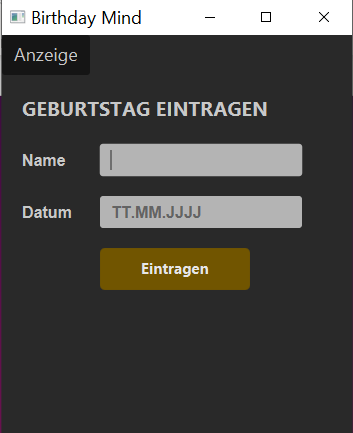 Birthday Mind
Anzeige
GEBURTSTAG EINTRAGEN
Name
Datum TT.MM.JJJJ
Eintragen